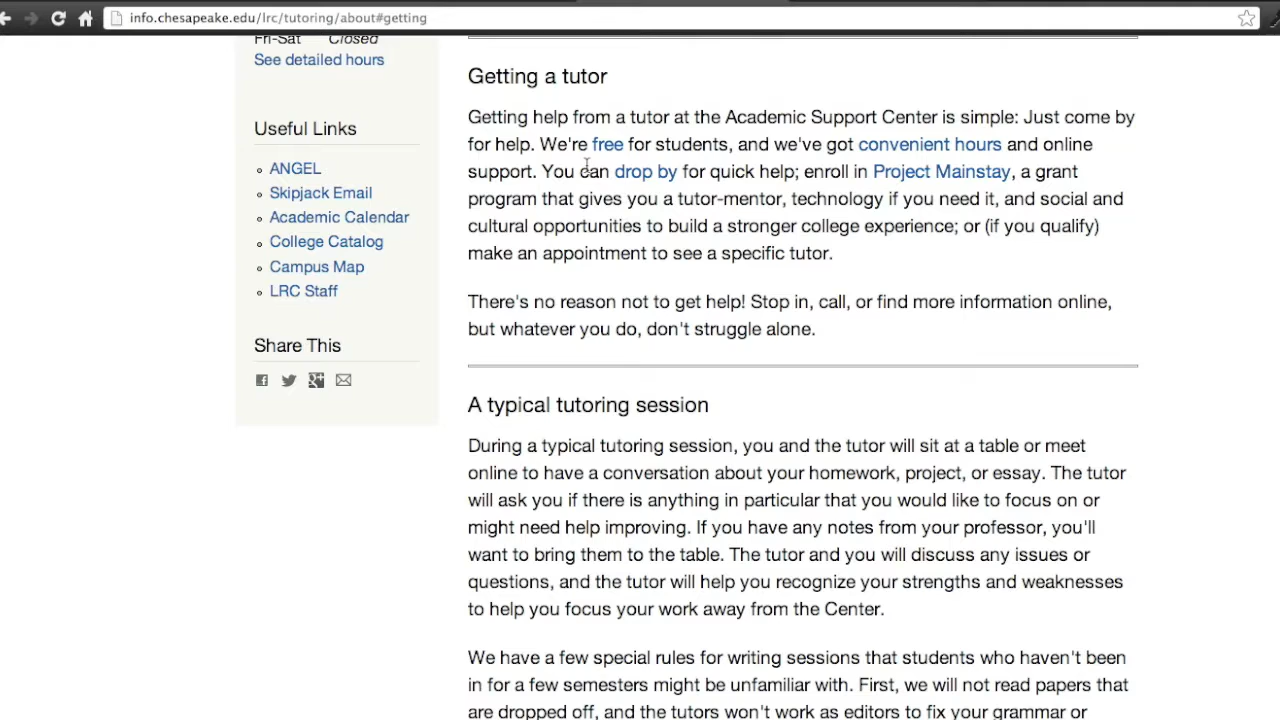 info.chesapeake.edu/lrc/tutoring/about#getting
Fri-Sat Closed
See detailed hours
Useful Links
ANGEL
Skipjack Email
Academic Calendar
College Catalog
Campus Map
LRC Staff
Share This
Getting a tutor
Getting help from a tutor at the Academic Support Center is simple: Just come by
for help. We're free for students, and we've got convenient hours and online
support. You can drop by for quick help; enroll in Project Mainstay, a grant
program that gives you a tutor-mentor, technology if you need it, and social and
cultural opportunities to build a stronger college experience; or (if you qualify)
make an appointment to see a specific tutor.
There's no reason not to get help! Stop in, call, or find more information online,
but whatever you do, don't struggle alone.
A typical tutoring session
During a typical tutoring session, you and the tutor will sit at a table or meet
online to have a conversation about your homework, project, or essay. The tutor
will ask you if there is anything in particular that you would like to focus on or
might need help improving. If you have any notes from your professor, you'll
want to bring them to the table. The tutor and you will discuss any issues or
questions, and the tutor will help you recognize your strengths and weaknesses
to help you focus your work away from the Center.
We have a few special rules for writing sessions that students who haven't been
in for a few semesters might be unfamiliar with. First, we will not read papers that
are dropped off, and the tutors won't work as editors to fix your grammar or